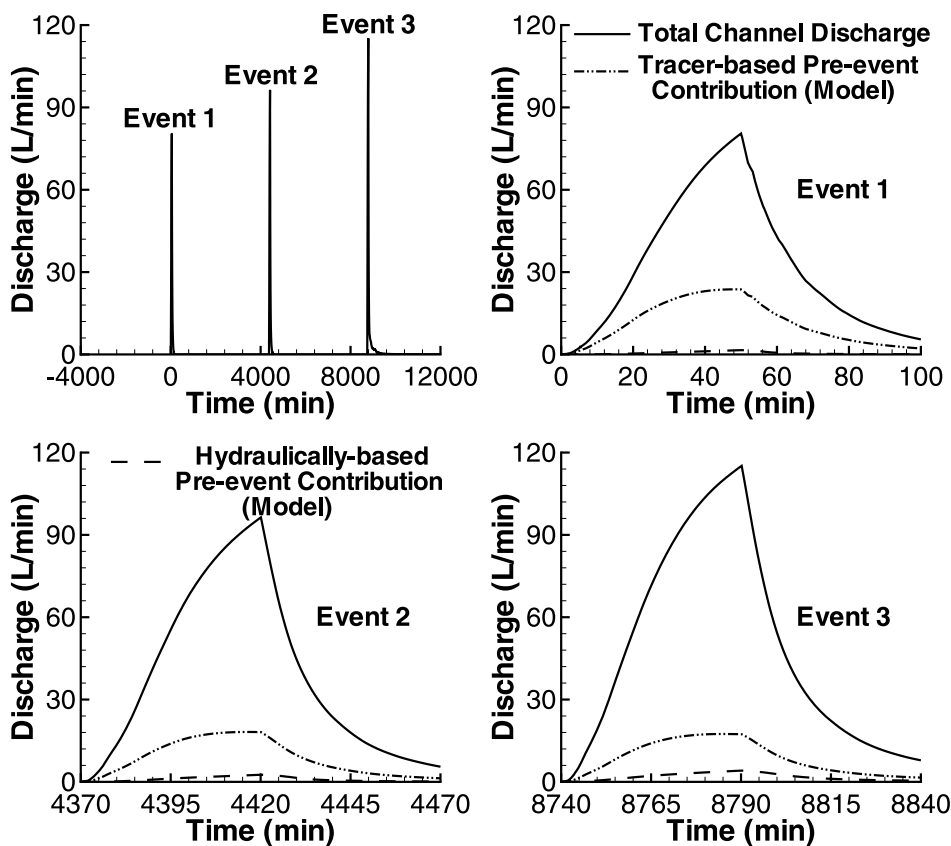 120
90
60
30
0
Discharge (L/min)
Event 1
Event 2
Event 3
-4000 0 4000 8000 12000
Time (min)
120
90
60
30
0
Discharge (L/min)
Total Channel Discharge
Tracer-based Pre-event
Contribution (Model)
Event 1
0 20 40 60 80 100
Time (min)
120
90
60
30
0
Discharge (L/min)
Hydraulically-based
Pre-event Contribution
(Model)
Event 2
4370 4395 4420 4445 4470
Time (min)
120
90
60
30
0
Discharge (L/min)
Event 3
8740 8765 8790 8815 8840
Time (min)